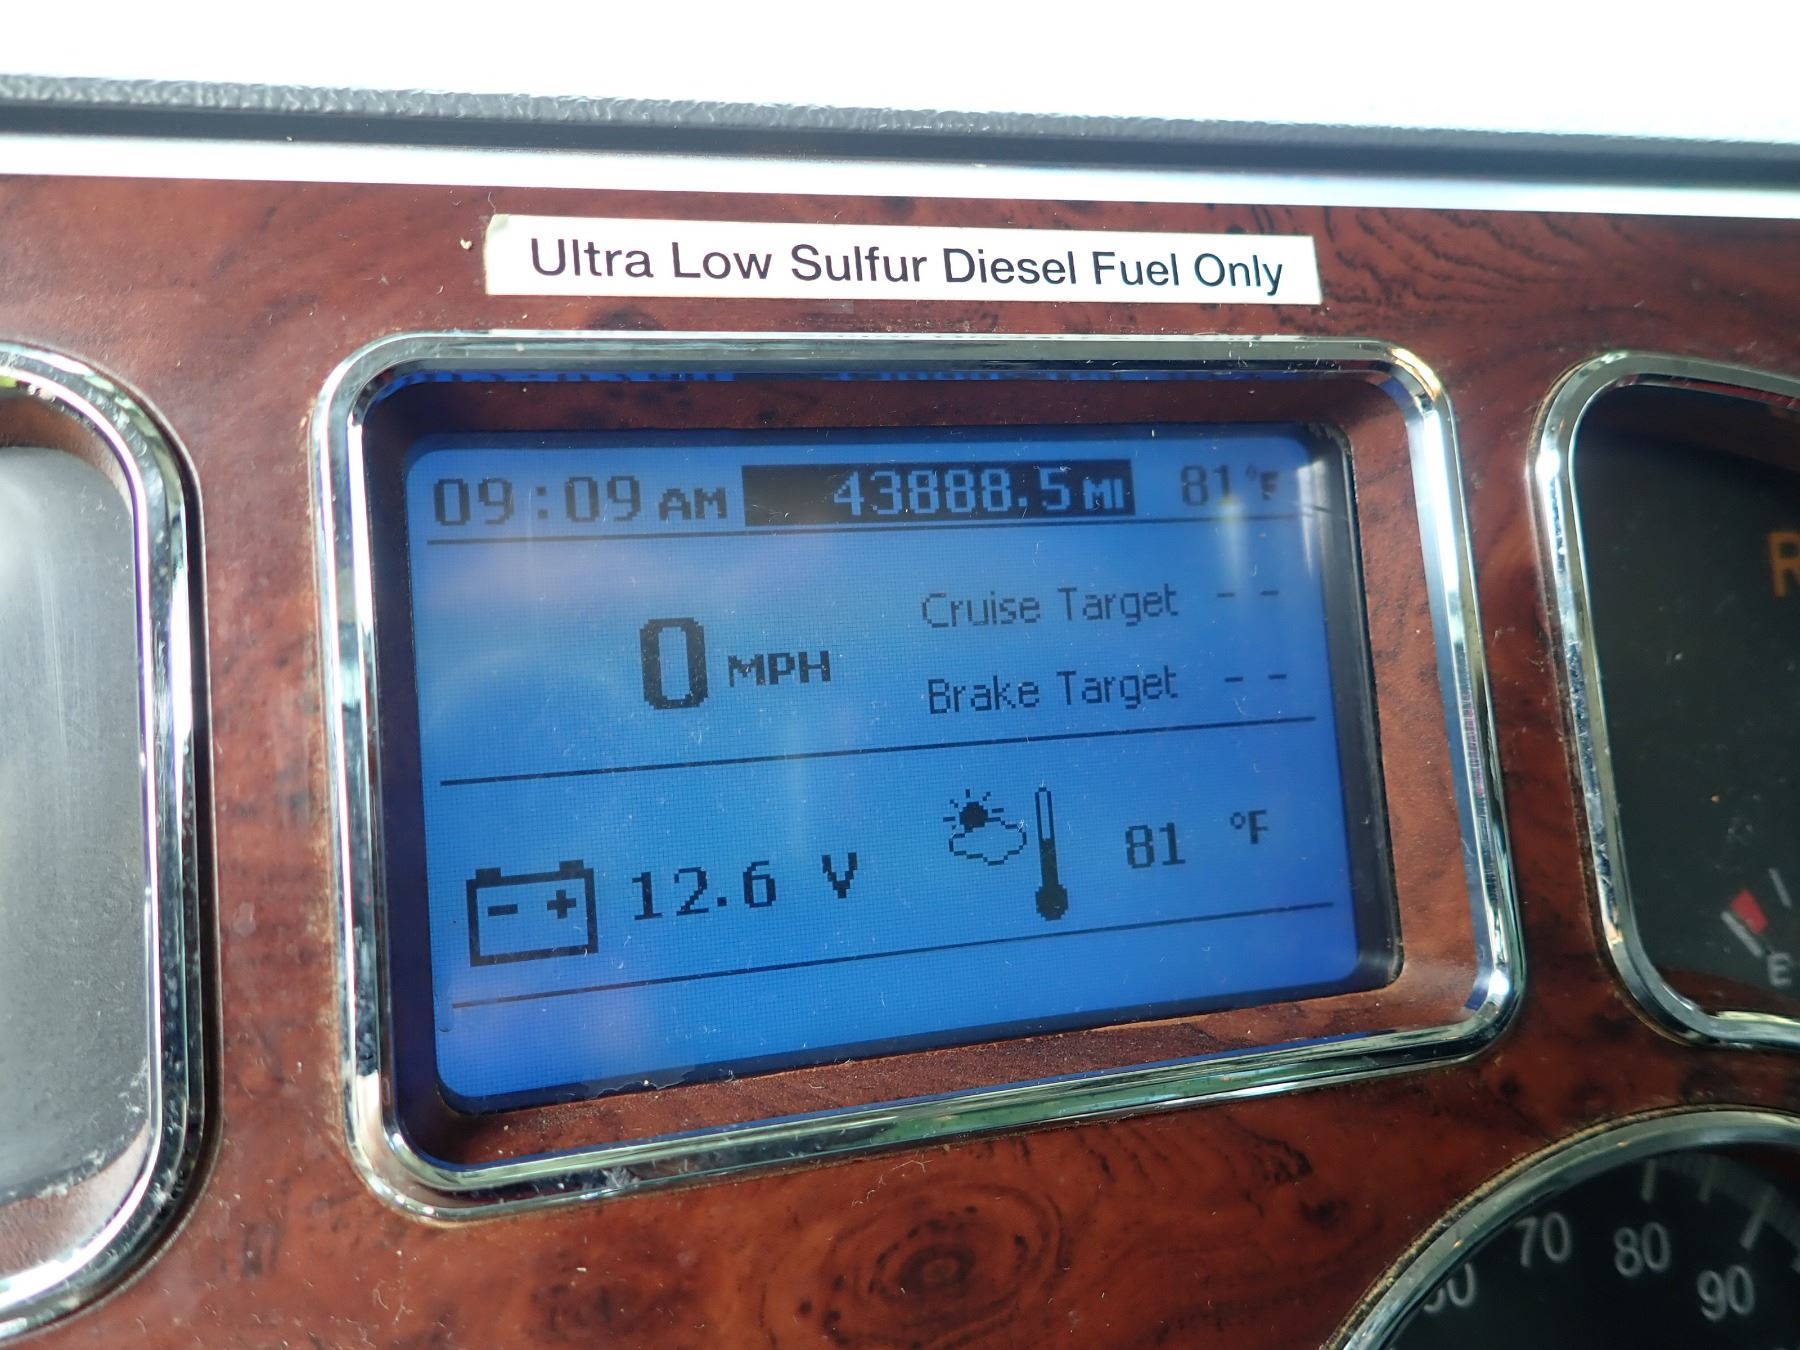 Ultra Low Sulfur Diesel Fuel Only
09:09 AM 43888.5 MI 81 °F
0 MPH
Cruise Target - -
Brake Target - -
12.6 V 81 °F
E
70 80 90